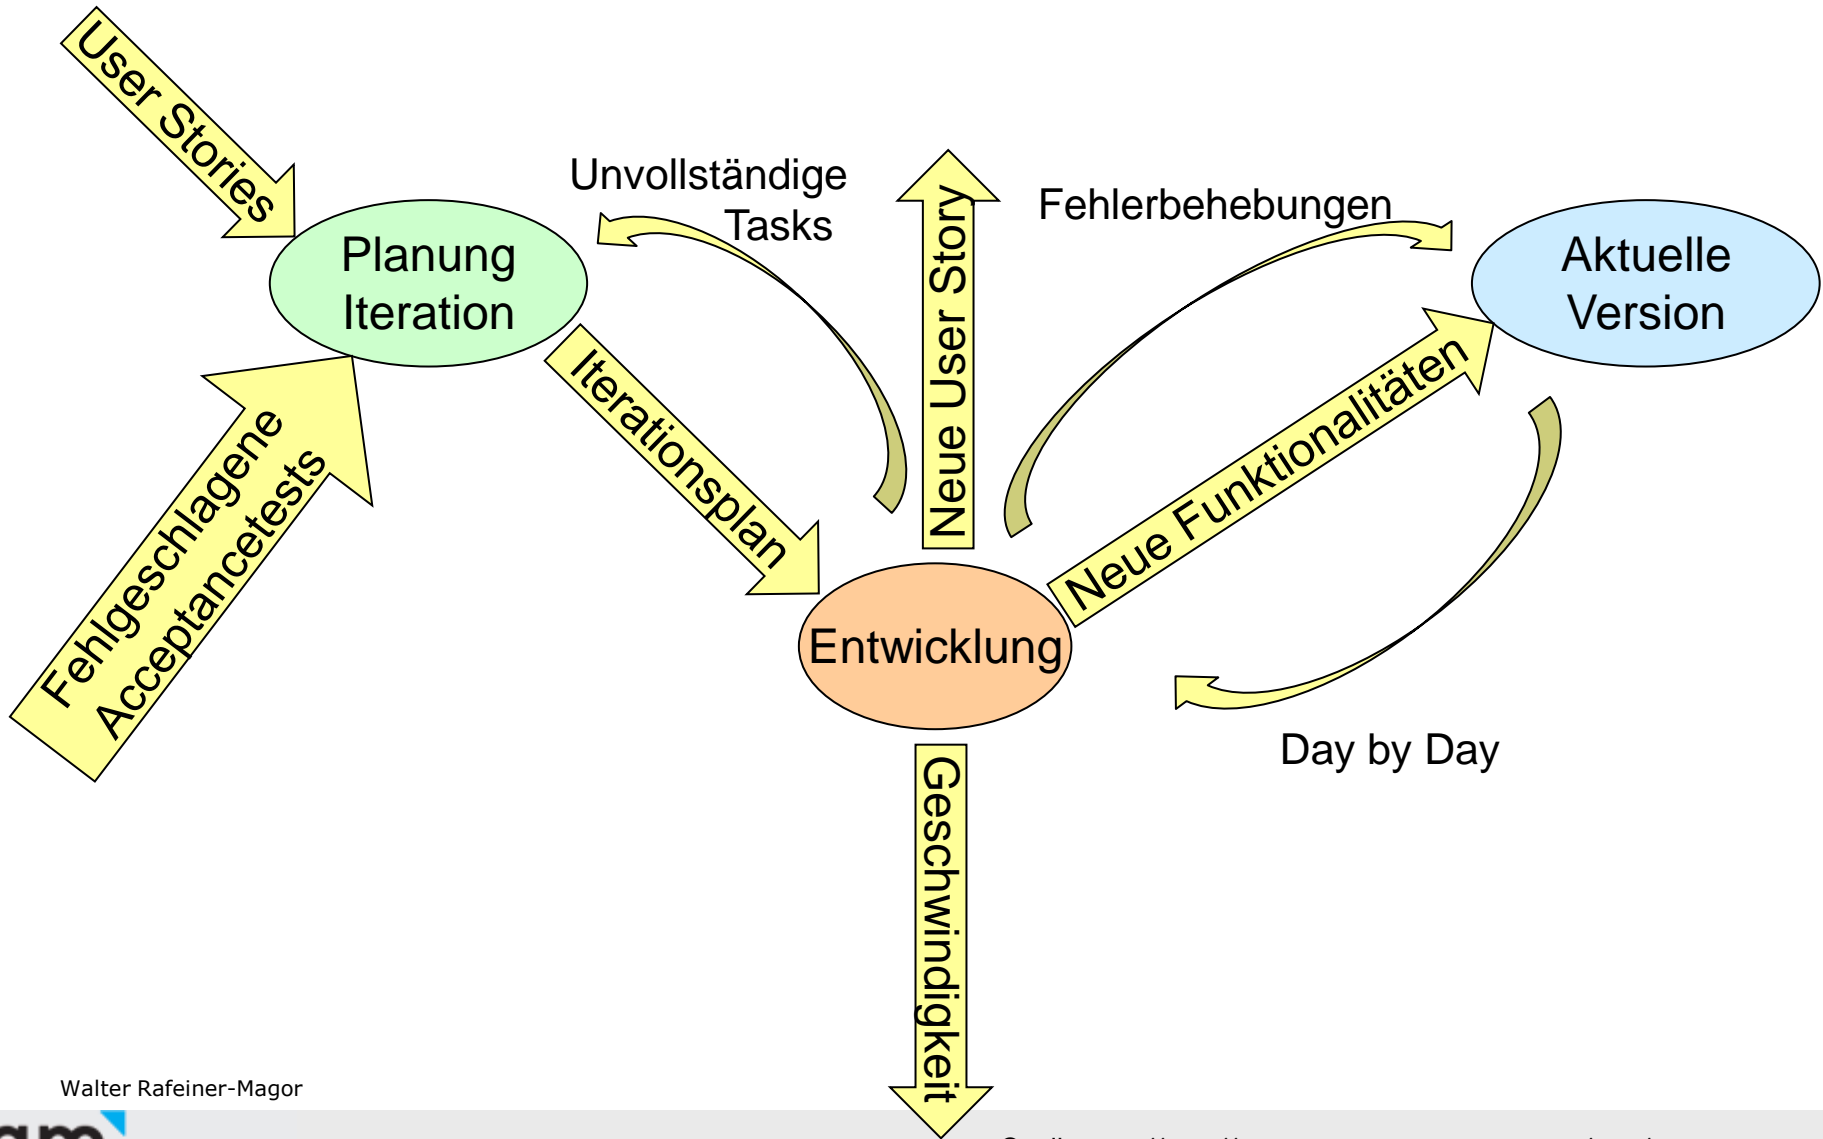 User Stories
Unvollständige
Tasks
Nene User Story
Fehlerbehebungen
Planung
Iteration
Aktuelle
Version
Iterationsplan
Neue Funktionalitäten
Fehlgeschlagene
Acceptancetests
Entwicklung
Day by Day
Geschwindigkeit
Walter Rafeiner-Magor